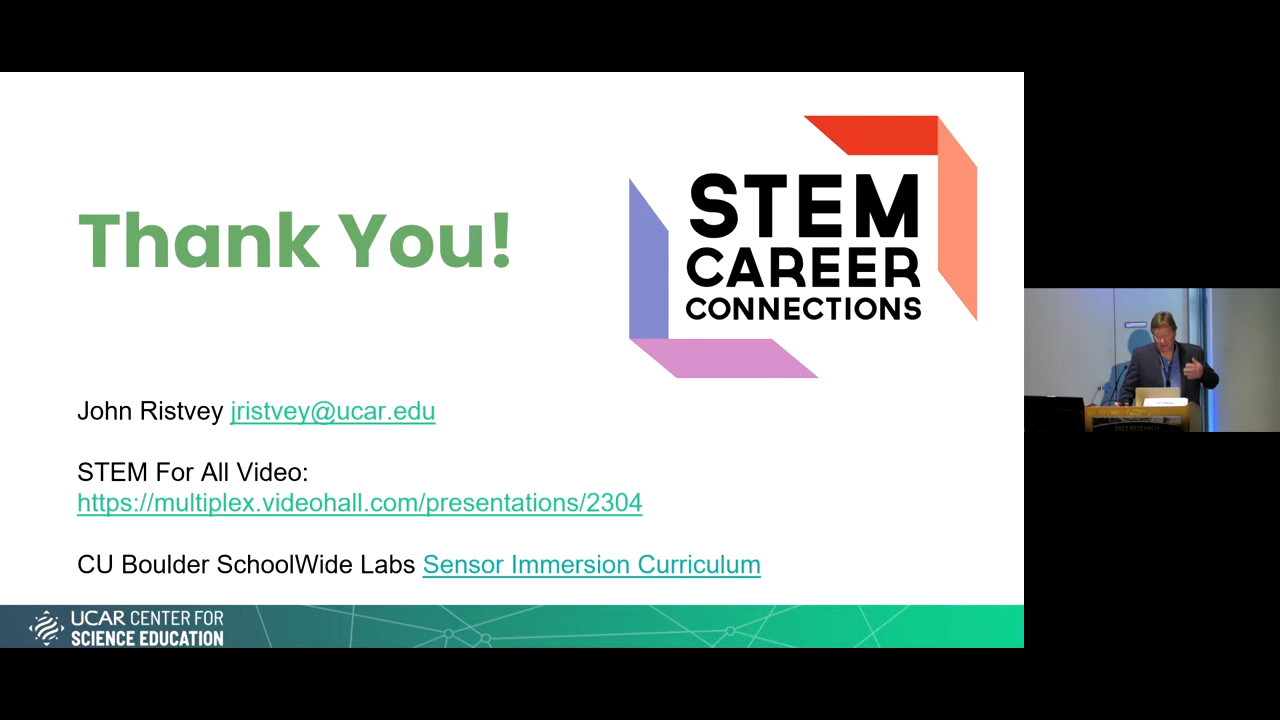 Thank You!
STEM
CAREER
CONNECTIONS
John Ristvey jristvey@ucar.edu
STEM For All Video:
https://multiplex.videohall.com/presentations/2304
CU Boulder SchoolWide Labs Sensor Immersion Curriculum
UCAR CENTER FOR
SCIENCE EDUCATION